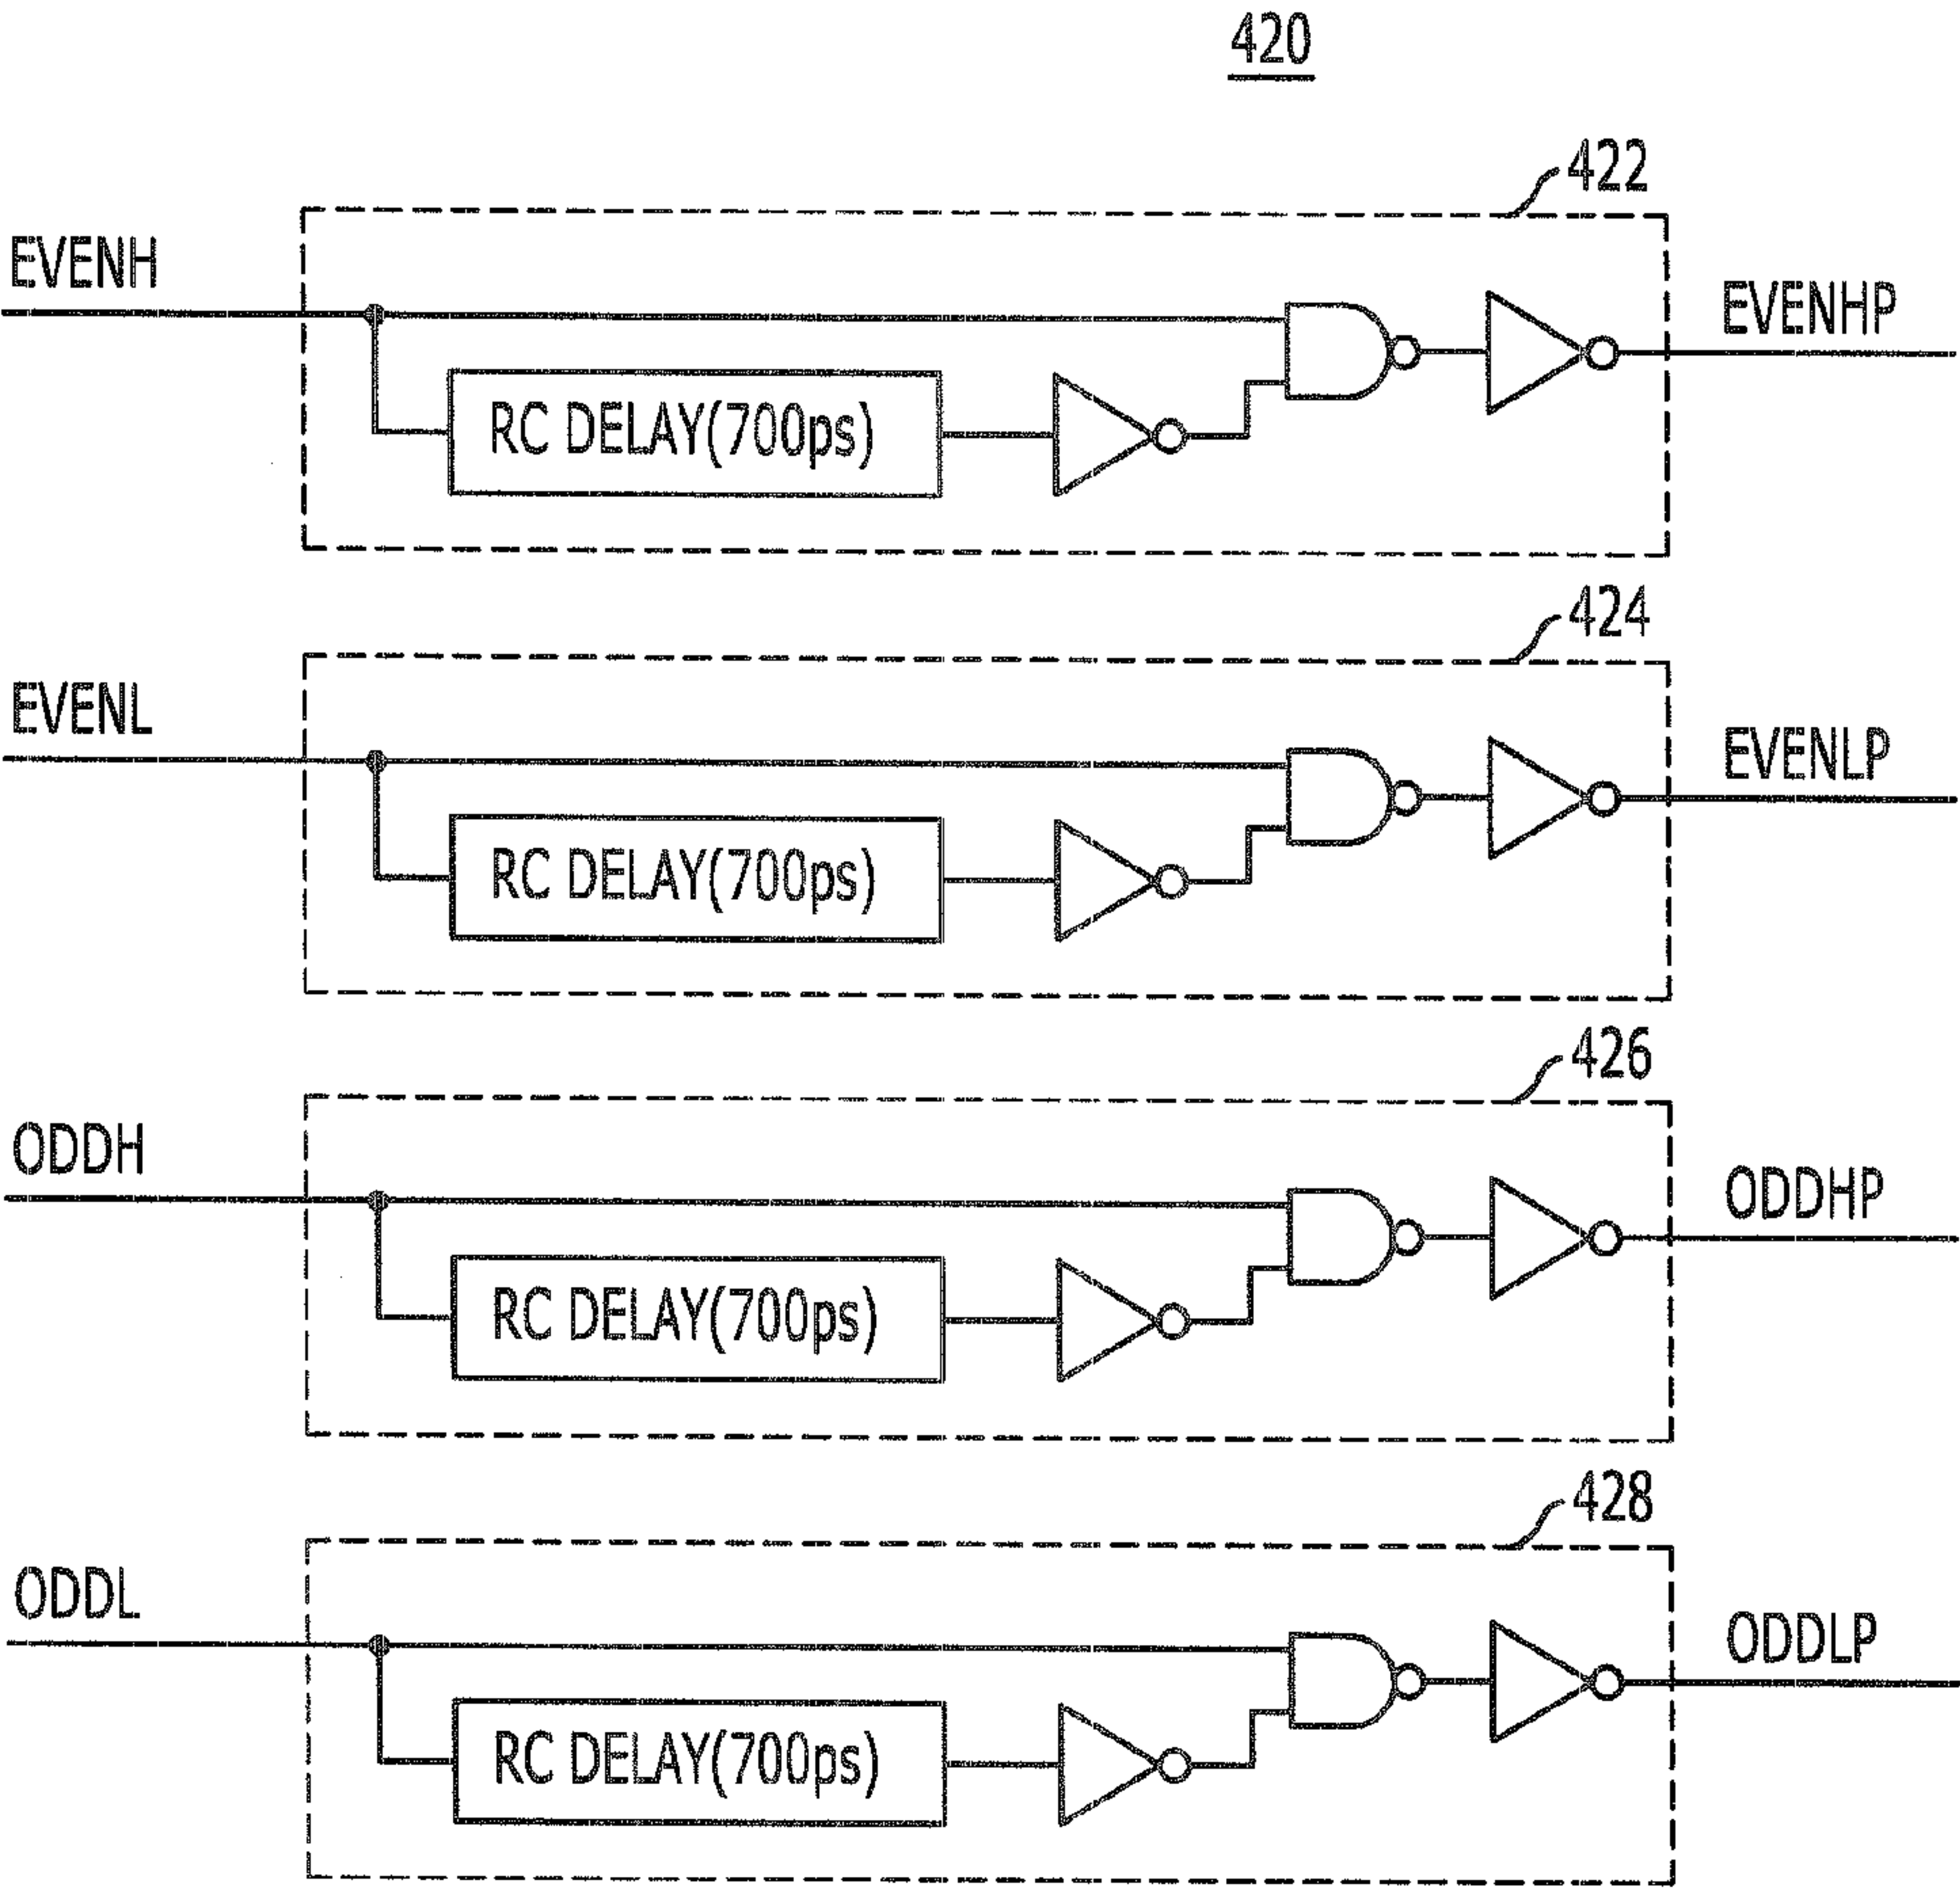 420
422
EVENH
EVENHP
RC DELAY(700ps)
424
EVENL
EVENLP
RC DELAY(700ps)
426
ODDH
ODDHP
RC DELAY(700ps)
428
ODDL
ODDLP
RC DELAY(700ps)